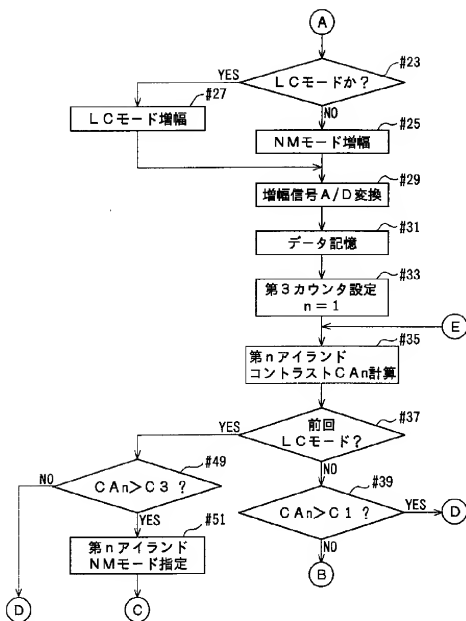 A
#23
LCモードか?
YES
NO
#27
LCモード増幅
#25
NMモード増幅
#29
増幅信号A/D変換
#31
データ記憶
#33
第3カウンタ設定
n=1
E
#35
第nアイランド
コントラストCAn計算
#37
前回
LCモード?
YES
NO
#49
CAn>C3?
NO
YES
#39
CAn>C1?
YES
D
NO
#51
第nアイランド
NMモード指定
B
D
C